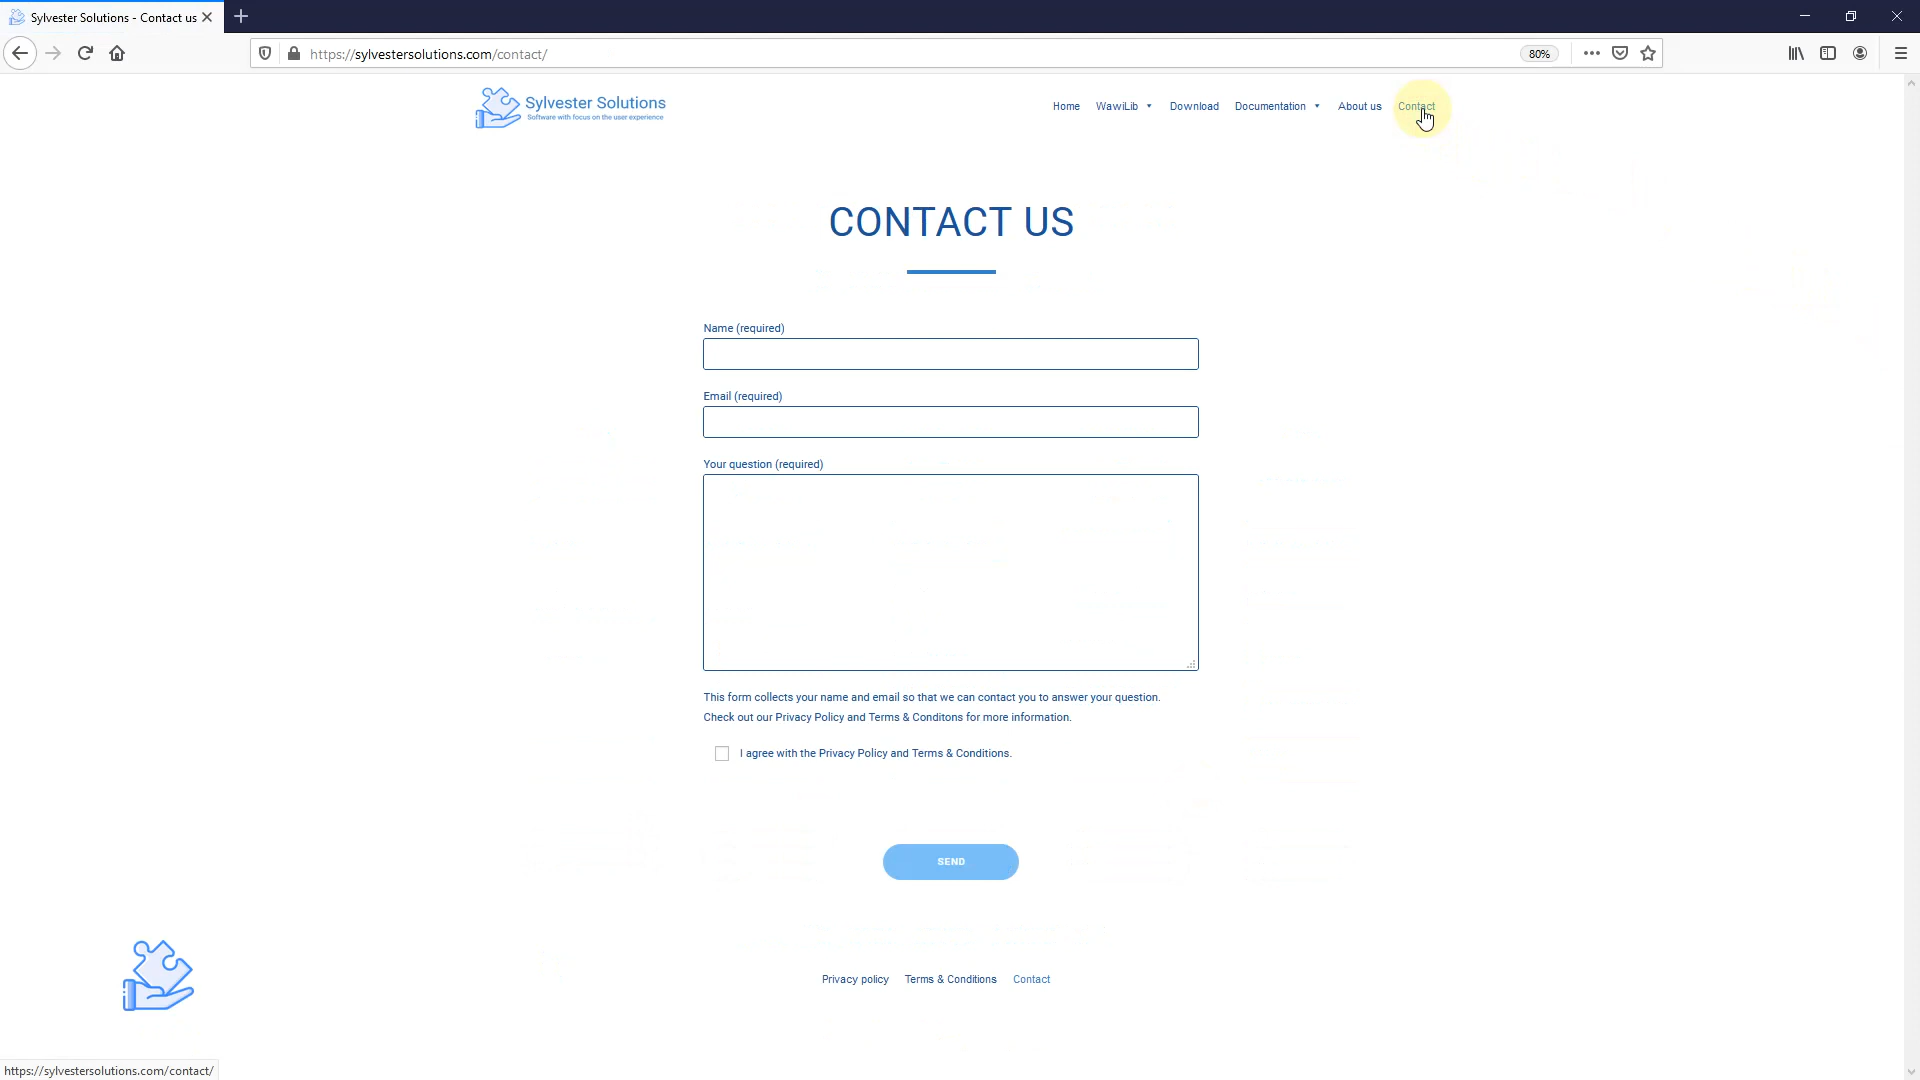 Sylvester Solutions - Contact us
https://sylvestersolutions.com/contact/
80%
Sylvester Solutions
Software with focus on the user experience
Home WawiLib Download Documentation About us Contact
CONTACT US
Name (required)
Email (required)
Your question (required)
This form collects your name and email so that we can contact you to answer your question.
Check out our Privacy Policy and Terms & Conditons for more information.
I agree with the Privacy Policy and Terms & Conditions.
SEND
Privacy policy Terms & Conditions Contact
https://sylvestersolutions.com/contact/